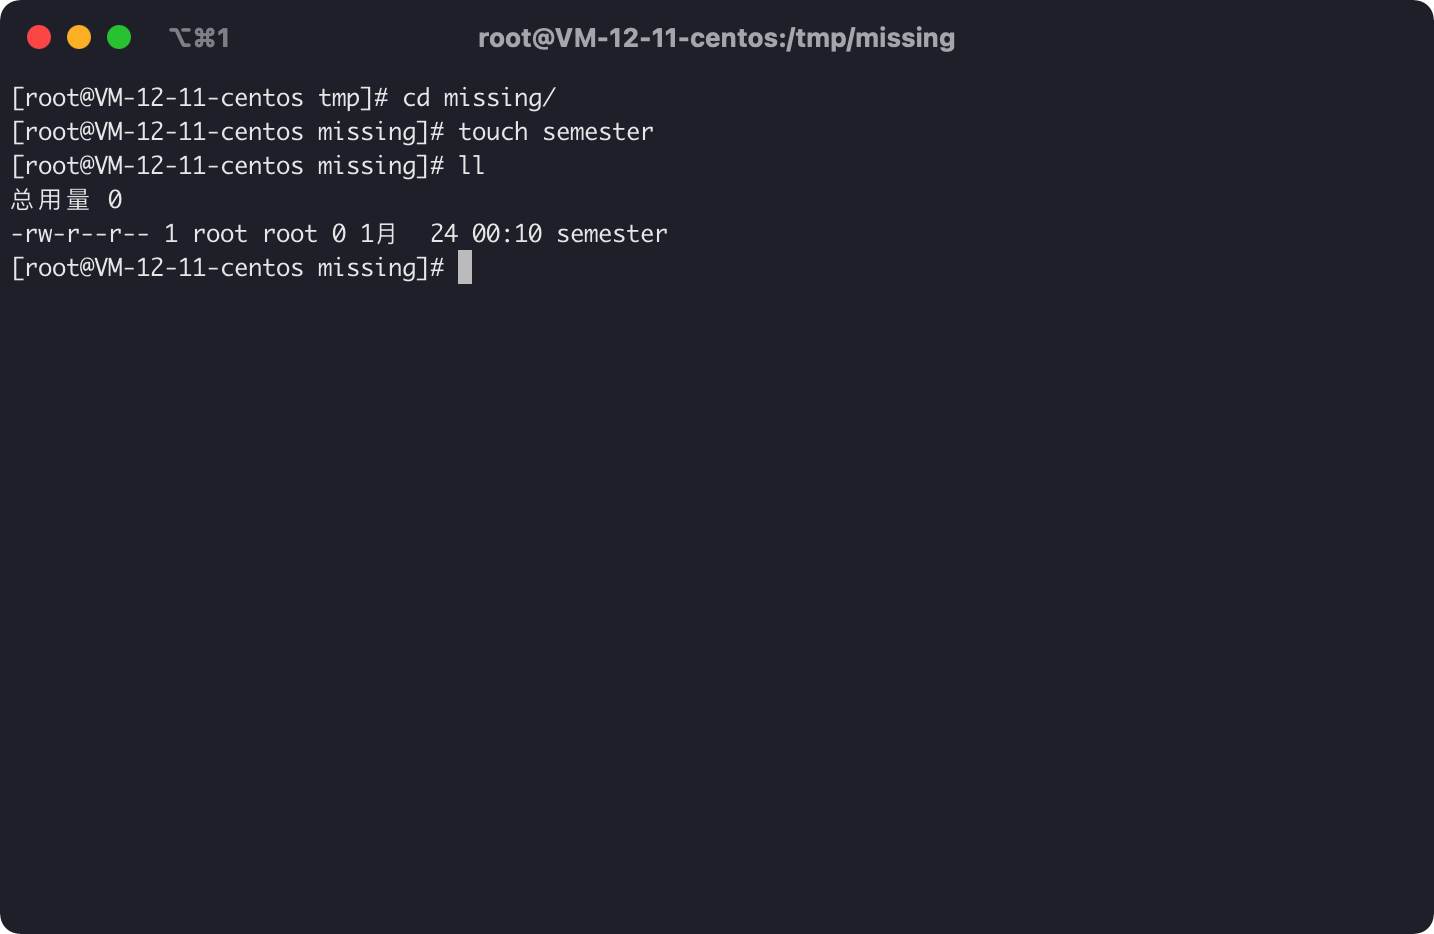 ⌥⌘1
root@VM-12-11-centos:/tmp/missing
[root@VM-12-11-centos tmp]# cd missing/
[root@VM-12-11-centos missing]# touch semester
[root@VM-12-11-centos missing]# ll
总用量 0
-rw-r--r-- 1 root root 0 1月  24 00:10 semester
[root@VM-12-11-centos missing]#